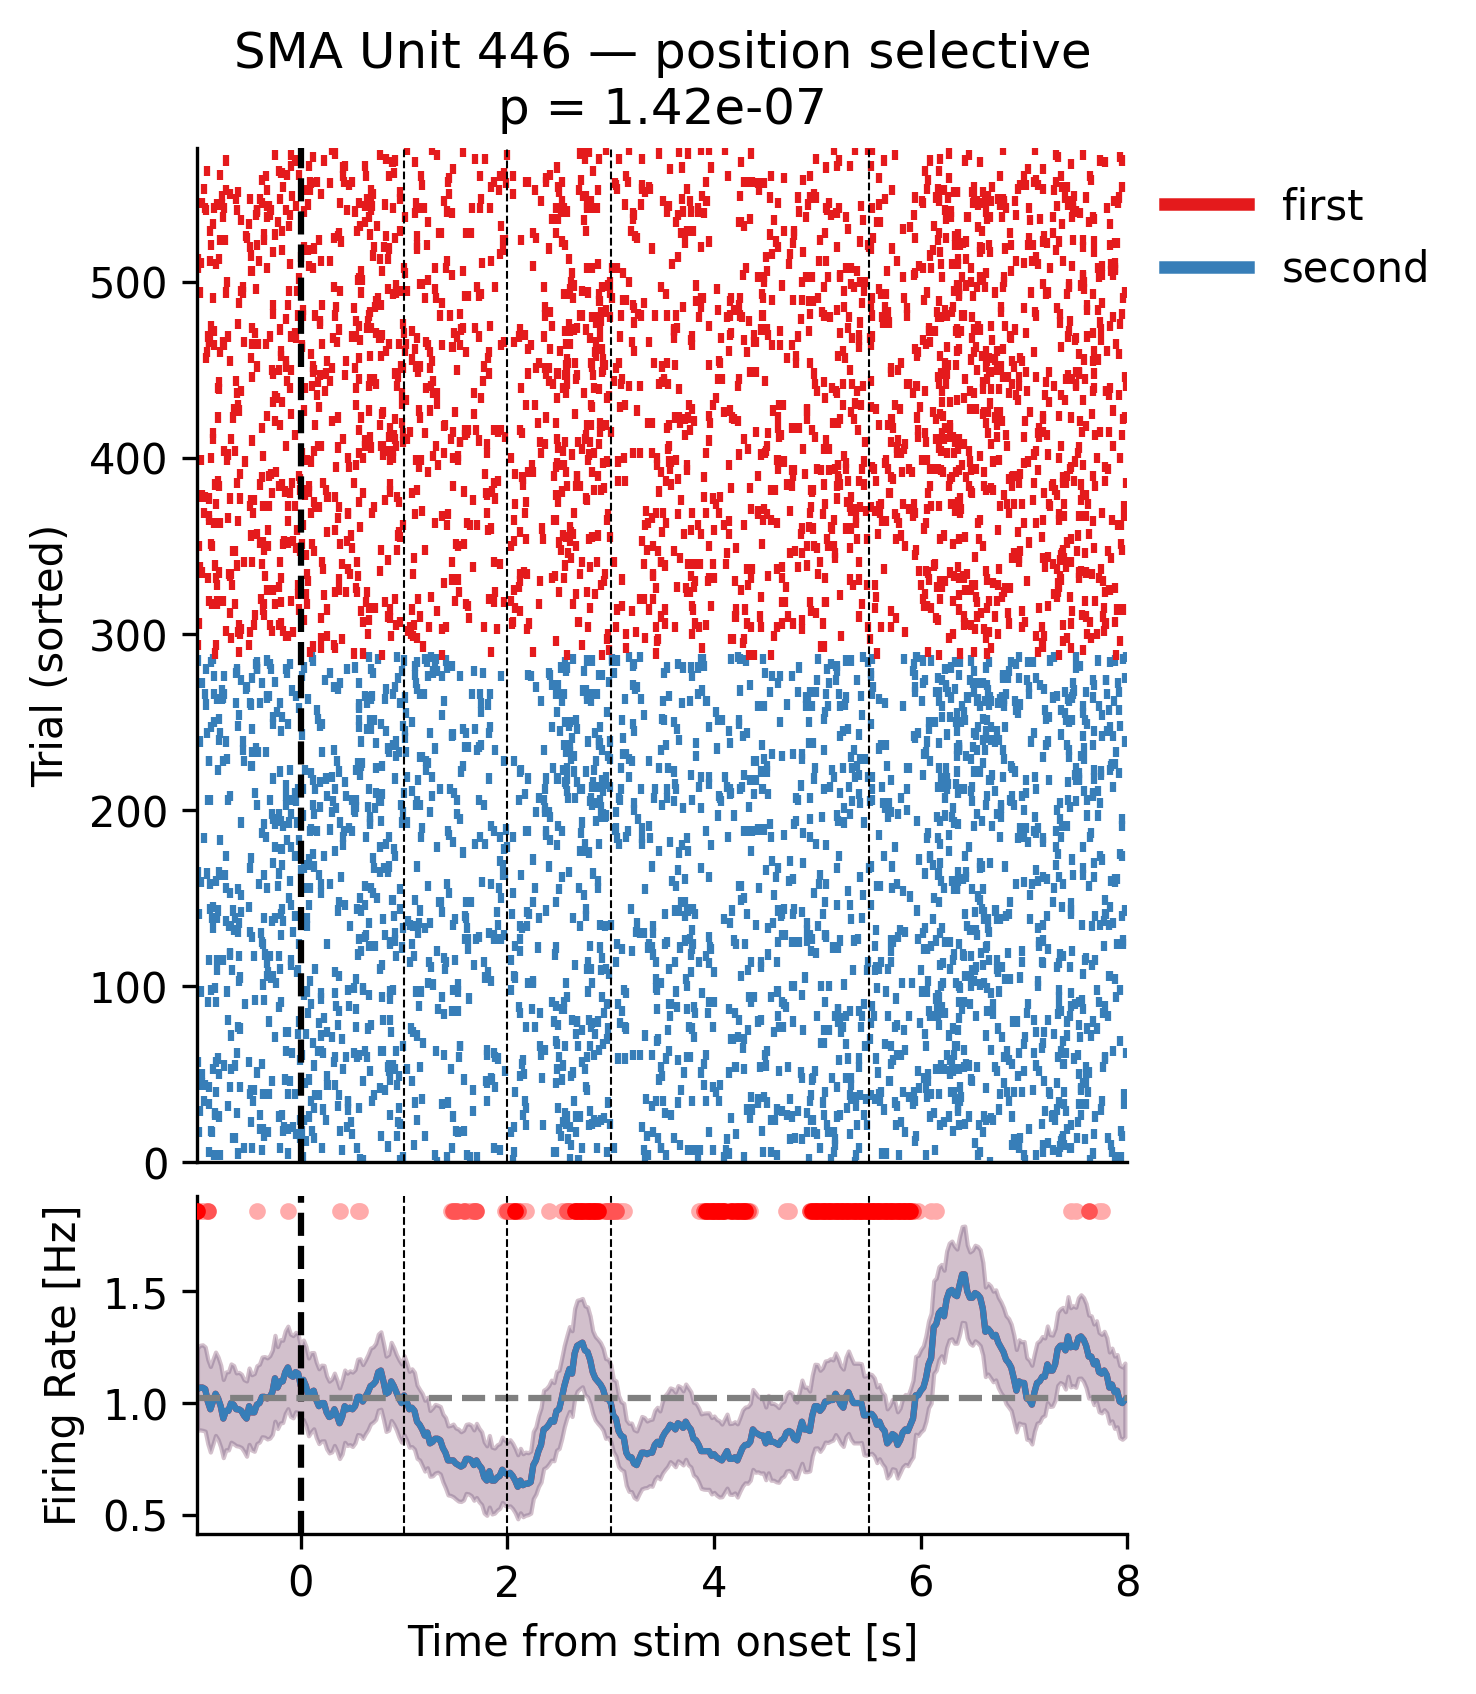 SMA Unit 446 — position selective
p = 1.42e-07
first
second
Trial (sorted)
500
400
300
200
100
0
Firing Rate [Hz]
1.5
1.0
0.5
0 2 4 6 8
Time from stim onset [s]